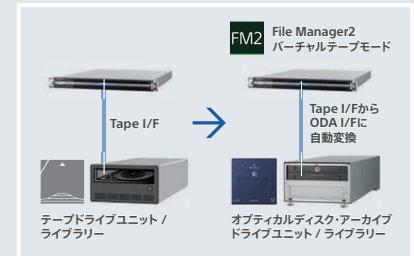 FM2
File Manager2
バーチャルテープモード
Tape I/F
Tape I/Fから
ODA I/Fに
自動変換
テープドライブユニット /
ライブラリー
オプティカルディスク・アーカイブ
ドライブユニット / ライブラリー